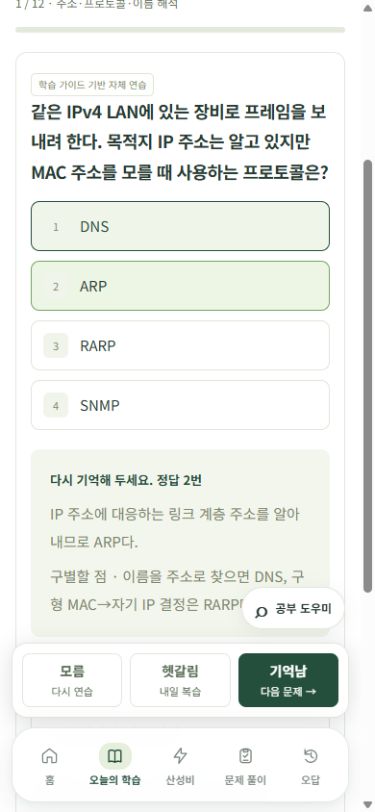 1 / 12 · 주소·프로토콜·이름 해석
학습 가이드 기반 자체 연습
같은 IPv4 LAN에 있는 장비로 프레임을 보
내려 한다. 목적지 IP 주소는 알고 있지만
MAC 주소를 모를 때 사용하는 프로토콜은?
1 DNS
2 ARP
3 RARP
4 SNMP
다시 기억해 두세요. 정답 2번
IP 주소에 대응하는 링크 계층 주소를 알아
내므로 ARP다.
구별할 점 · 이름을 주소로 찾으면 DNS, 구
형 MAC→자기 IP 결정은 RARP
공부 도우미
모름 헷갈림 기억남
다시 연습 내일 복습 다음 문제 →
홈 오늘의 학습 산성비 문제 풀이 오답